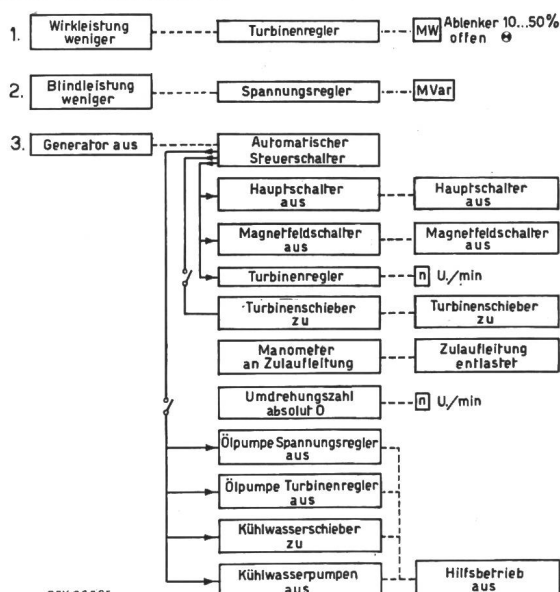 1. Wirkleistung weniger Turbinenregler MW Ablenker 10...50% offen
2. Blindleistung weniger Spannungsregler MVar
3. Generator aus Automatischer Steuerschalter
Hauptschalter aus Hauptschalter aus
Magnetfeldschalter aus Magnetfeldschalter aus
Turbinenregler n U./min
Turbinenschieber zu Turbinenschieber zu
Manometer an Zulaufleitung Zulaufleitung entlastet
Umdrehungszahl absolut 0 n U./min
Ölpumpe Spannungsregler aus
Ölpumpe Turbinenregler aus
Kühlwasserschieber zu
Kühlwasserpumpen aus Hilfsbetrieb aus